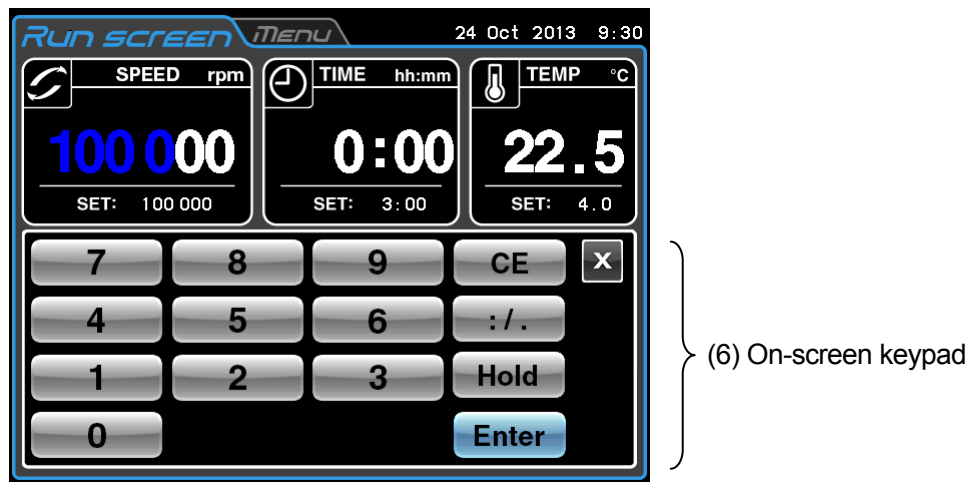 Run screen Menu 24 Oct 2013 9:30
SPEED rpm TIME hh:mm TEMP °C
100 000 0:00 22.5
SET: 100 000 SET: 3:00 SET: 4.0
7 8 9 CE X
4 5 6 :/.
1 2 3 Hold
0 Enter
(6) On-screen keypad